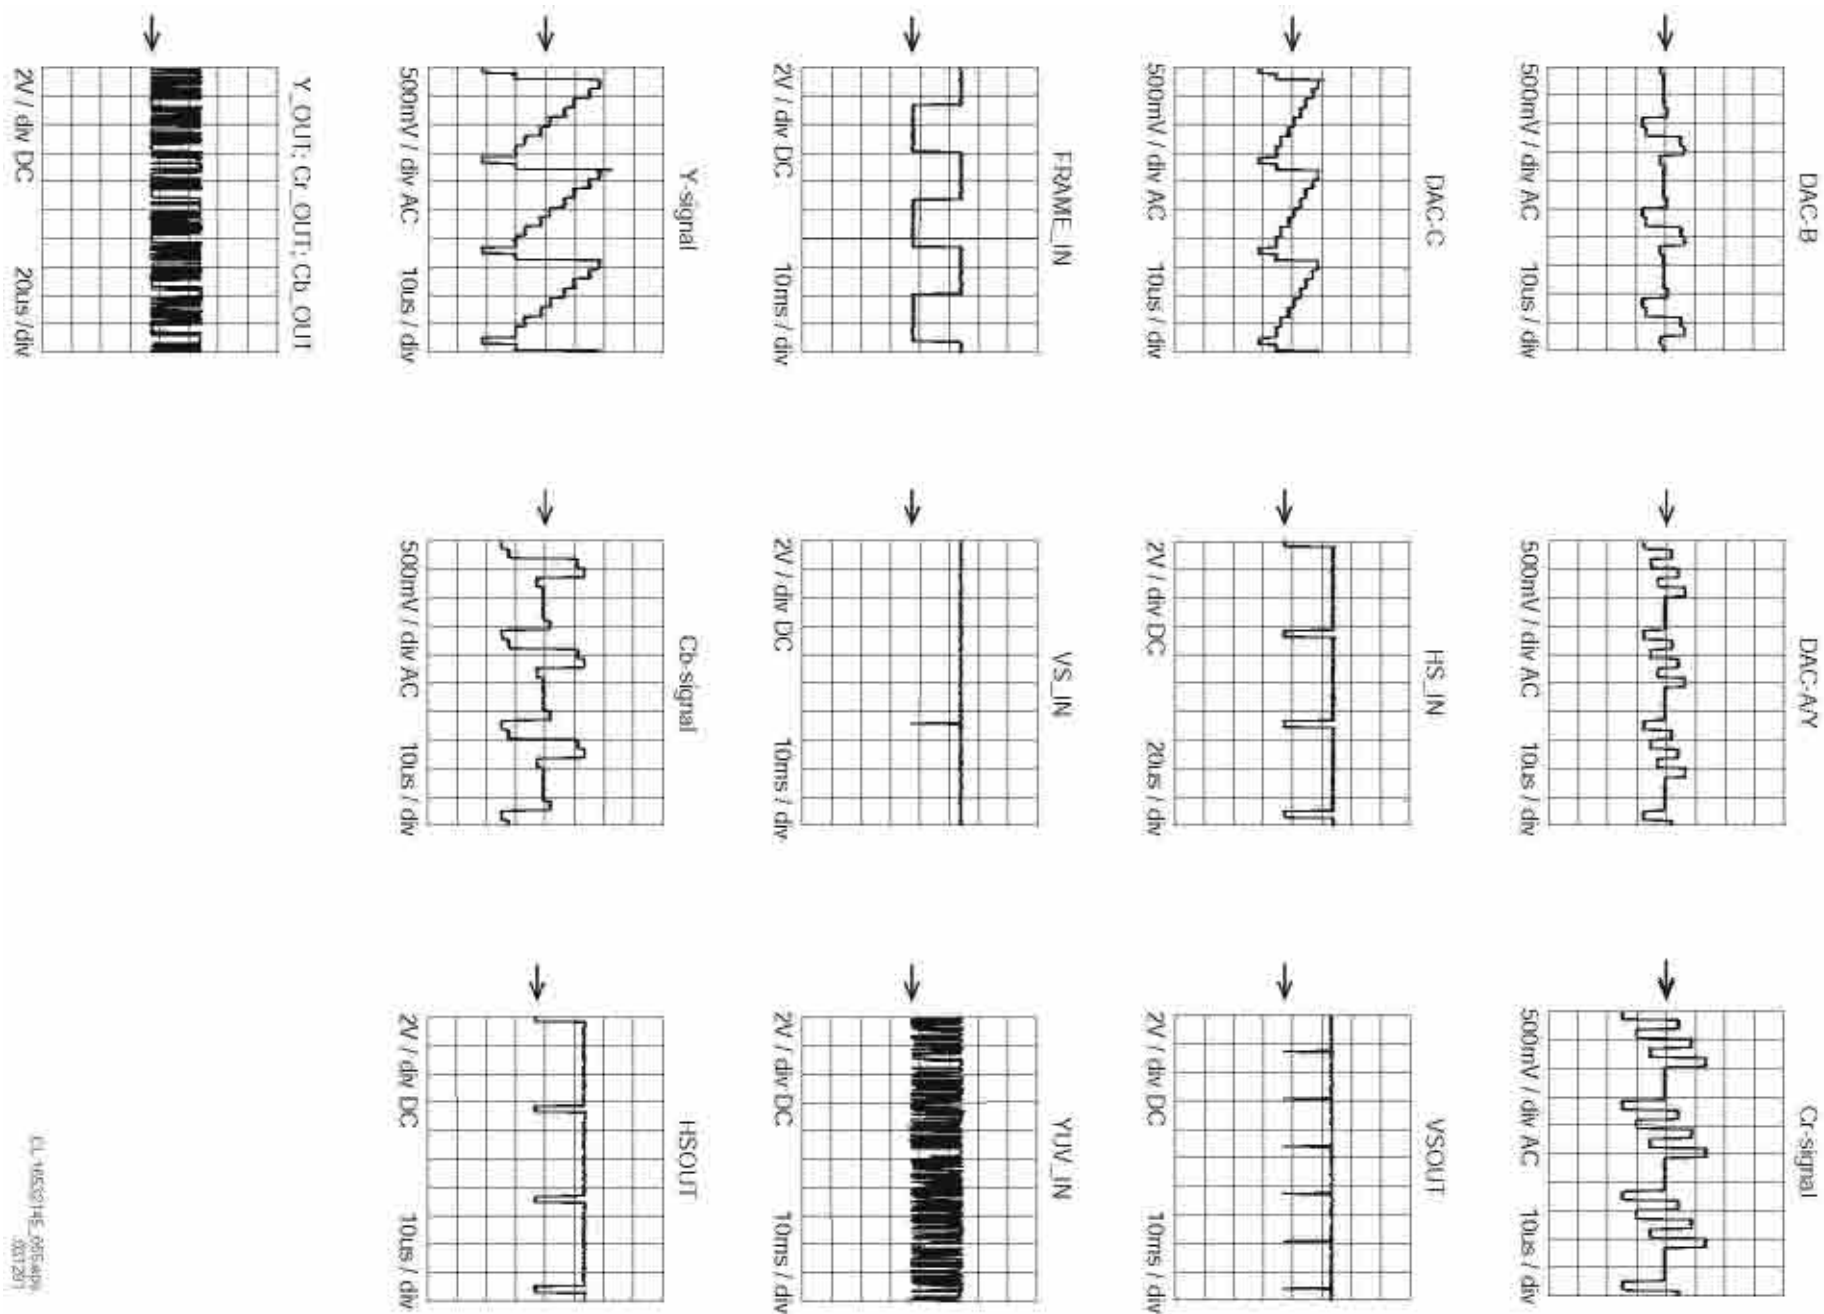 DAC-B
500mV / div AC 10us / div
DAC-A/Y
500mV / div AC 10us / div
Cr-signal
500mV / div AC 10us / div
DAC-C
500mV / div AC 10us / div
HS_IN
2V / div DC 20us / div
VSOUT
2V / div DC 10ms / div
FRAME_IN
2V / div DC 10ms / div
VS_IN
2V / div DC 10ms / div
YUV_IN
2V / div DC 10ms / div
Y-signal
500mV / div AC 10us / div
Cb-signal
500mV / div AC 10us / div
HSOUT
2V / div DC 10us / div
Y_OUT; Cr_OUT; Cb_OUT
2V / div DC 20us /div